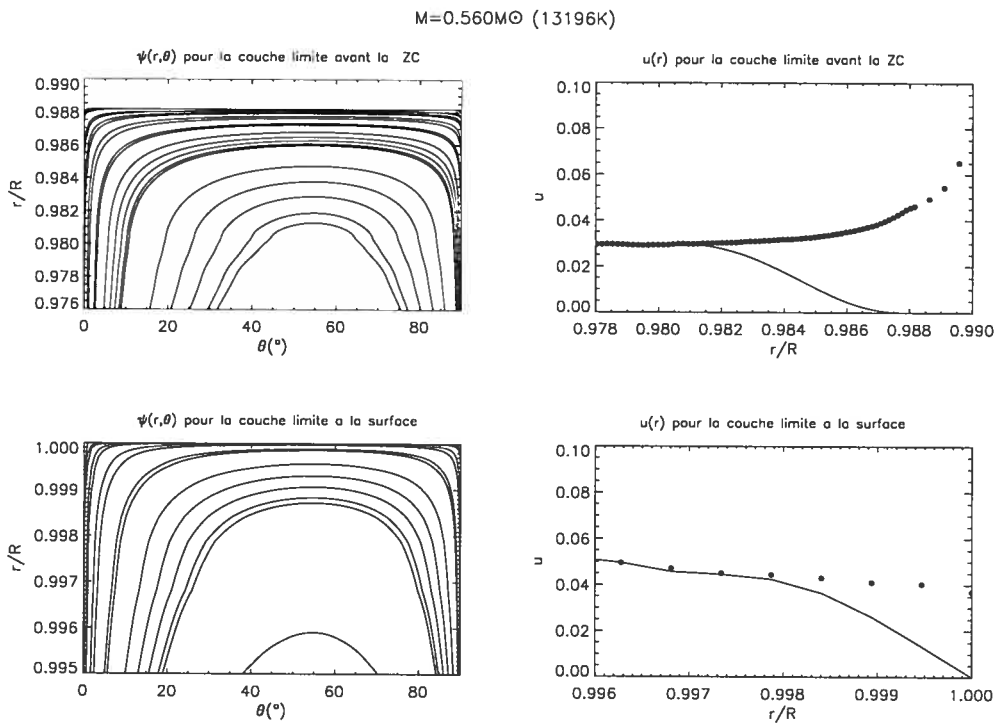 M=0.560M⊙ (13196K)
ψ(r,θ) pour la couche limite avant la ZC
u(r) pour la couche limite avant la ZC
0.990
0.988
0.986
0.984
0.982
0.980
0.978
0.976
r/R
0 20 40 60 80
θ(°)
0.10
0.08
0.06
0.04
0.02
0.00
u
0.978 0.980 0.982 0.984 0.986 0.988 0.990
r/R
ψ(r,θ) pour la couche limite a la surface
u(r) pour la couche limite a la surface
1.000
0.999
0.998
0.997
0.996
0.995
r/R
0 20 40 60 80
θ(°)
0.10
0.08
0.06
0.04
0.02
0.00
u
0.996 0.997 0.998 0.999 1.000
r/R